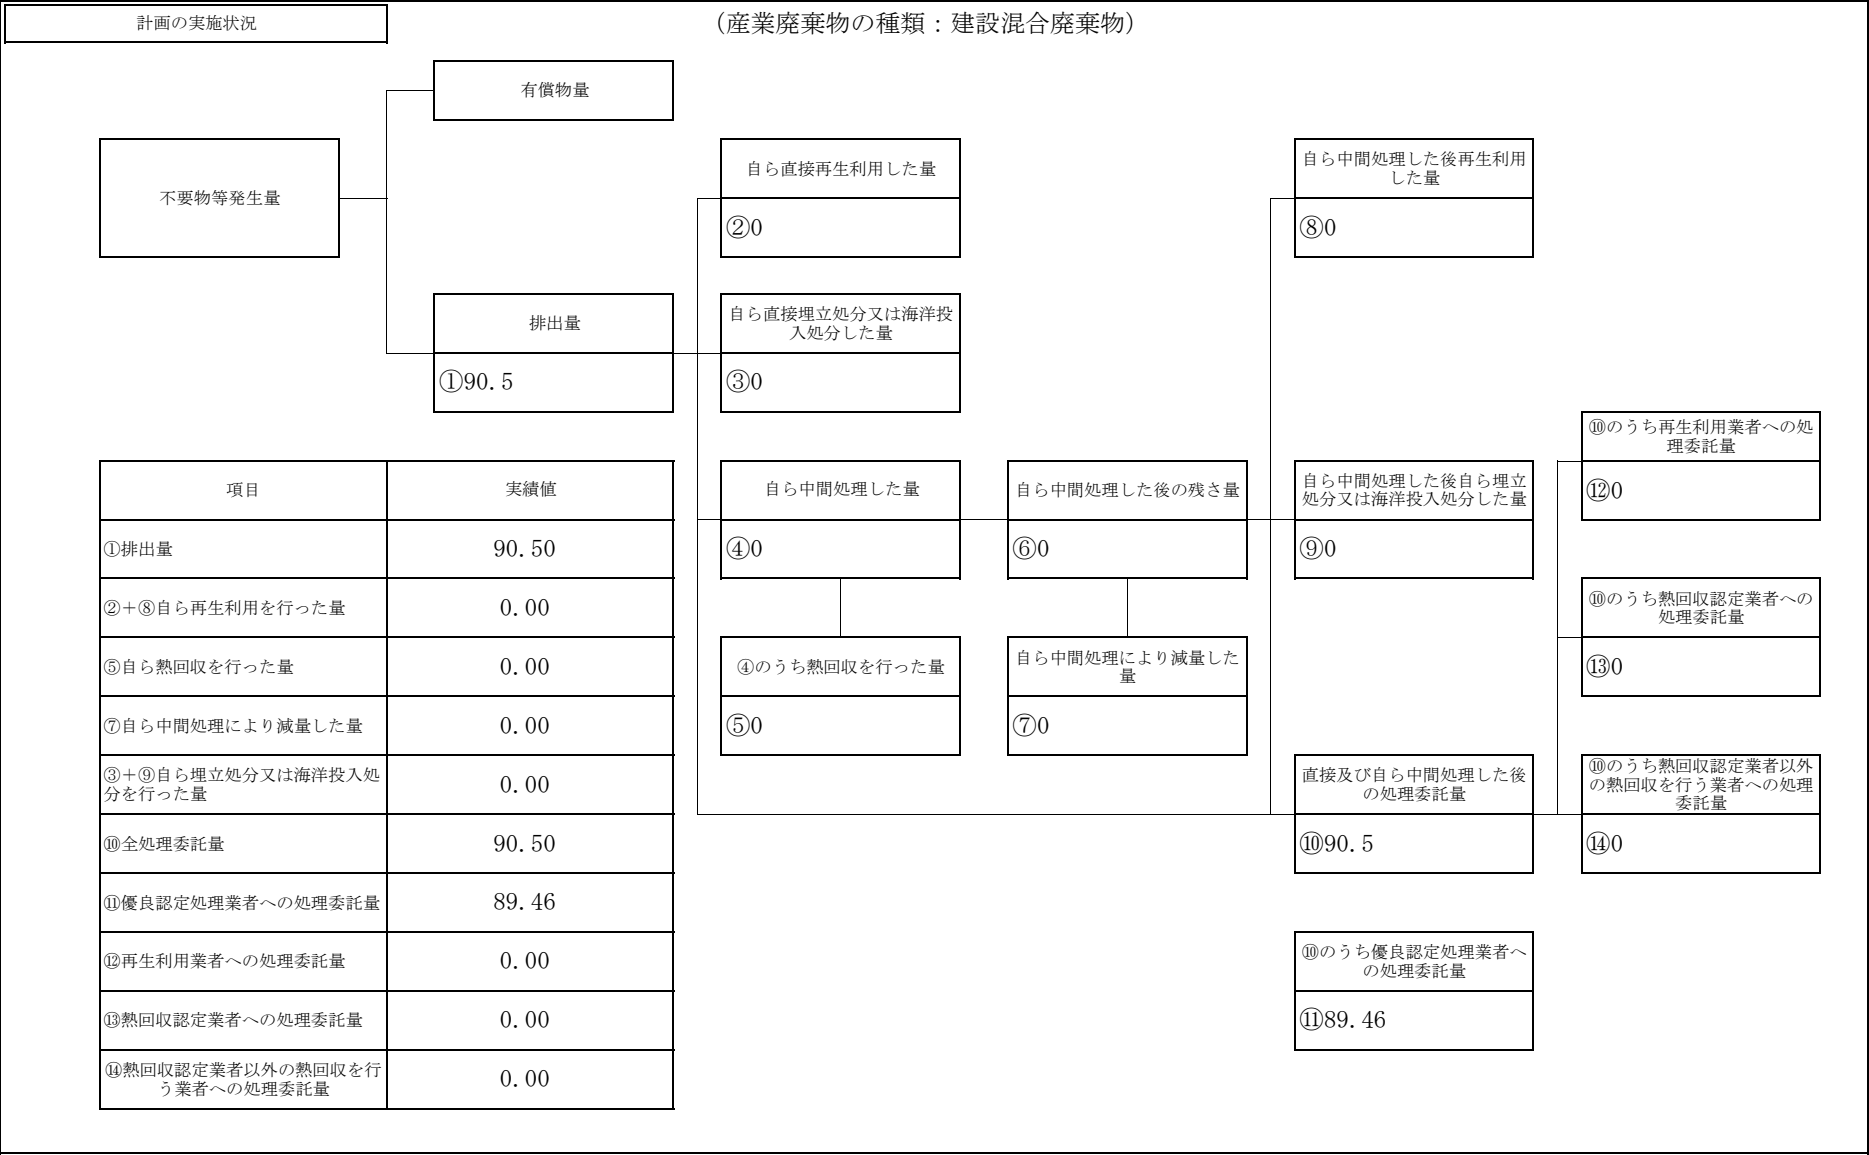 計画の実施状況
（産業廃棄物の種類：建設混合廃棄物）
有償物量
不要物等発生量
自ら直接再生利用した量
②0
自ら中間処理した後再生利用
した量
⑧0
排出量
①90.5
自ら直接埋立処分又は海洋投
入処分した量
③0
⑩のうち再生利用業者への処
理委託量
⑫0
自ら中間処理した量
④0
自ら中間処理した後の残さ量
⑥0
自ら中間処理した後自ら埋立
処分又は海洋投入処分した量
⑨0
⑩のうち熱回収認定業者への
処理委託量
⑬0
④のうち熱回収を行った量
⑤0
自ら中間処理により減量した
量
⑦0
直接及び自ら中間処理した後
の処理委託量
⑩90.5
⑩のうち熱回収認定業者以外
の熱回収を行う業者への処理
委託量
⑭0
⑩のうち優良認定処理業者へ
の処理委託量
⑪89.46
項目 実績値
①排出量 90.50
②＋⑧自ら再生利用を行った量 0.00
⑤自ら熱回収を行った量 0.00
⑦自ら中間処理により減量した量 0.00
③＋⑨自ら埋立処分又は海洋投入処
分を行った量 0.00
⑩全処理委託量 90.50
⑪優良認定処理業者への処理委託量 89.46
⑫再生利用業者への処理委託量 0.00
⑬熱回収認定業者への処理委託量 0.00
⑭熱回収認定業者以外の熱回収を行
う業者への処理委託量 0.00